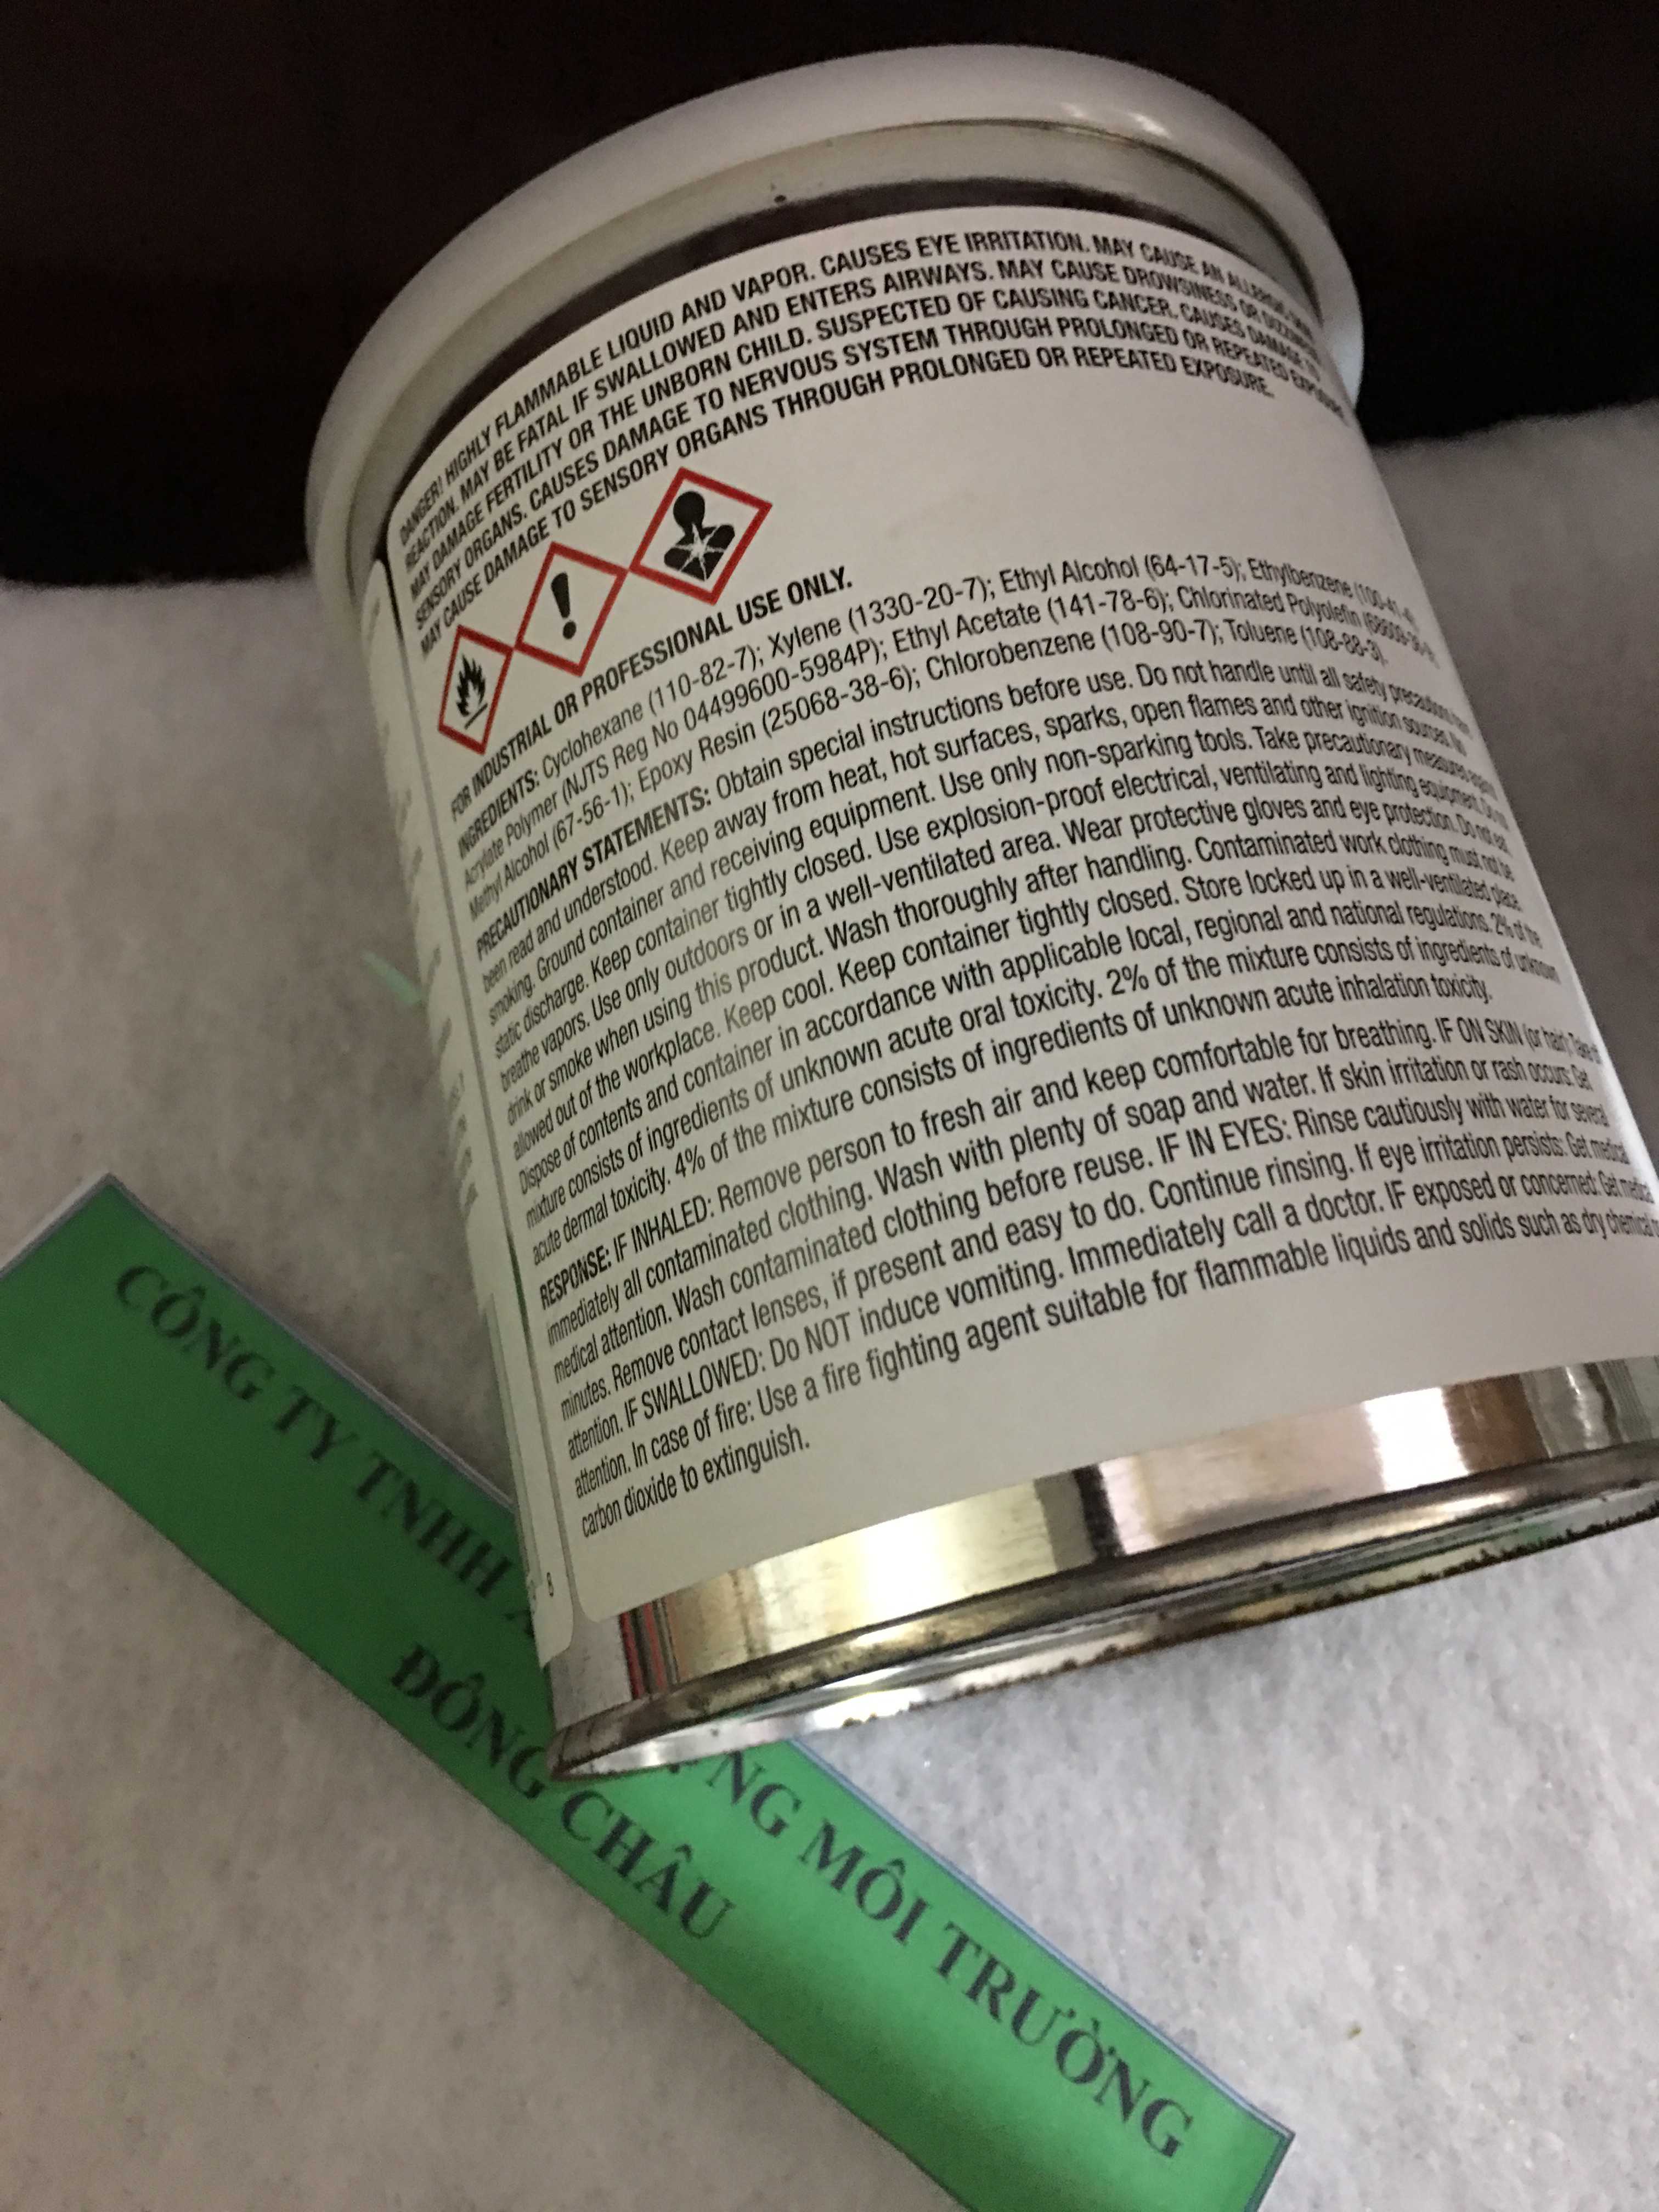 DANGER! HIGHLY FLAMMABLE LIQUID AND VAPOR. CAUSES EYE IRRITATION. MAY CAUSE AN ALLERGIC SKIN
REACTION. MAY BE FATAL IF SWALLOWED AND ENTERS AIRWAYS. MAY CAUSE DROWSINESS OR DIZZINESS.
MAY DAMAGE FERTILITY OR THE UNBORN CHILD. SUSPECTED OF CAUSING CANCER. CAUSES DAMAGE TO
SENSORY ORGANS. CAUSES DAMAGE TO NERVOUS SYSTEM THROUGH PROLONGED OR REPEATED EXPOSURE.
MAY CAUSE DAMAGE TO SENSORY ORGANS THROUGH PROLONGED OR REPEATED EXPOSURE.
FOR INDUSTRIAL OR PROFESSIONAL USE ONLY.
INGREDIENTS: Cyclohexane (110-82-7); Xylene (1330-20-7); Ethyl Alcohol (64-17-5); Ethylbenzene (100-41-4);
Acrylate Polymer (NJTS Reg No 04499600-5984P); Ethyl Acetate (141-78-6); Chlorinated Polyolefin
Methyl Alcohol (67-56-1); Epoxy Resin (25068-38-6); Chlorobenzene (108-90-7); Toluene (108-88-3).
PRECAUTIONARY STATEMENTS: Obtain special instructions before use. Do not handle until all safety precautions have
been read and understood. Keep away from heat, hot surfaces, sparks, open flames and other ignition sources. No
smoking. Ground container and receiving equipment. Use only non-sparking tools. Take precautionary measures against
static discharge. Keep container tightly closed. Use explosion-proof electrical, ventilating and lighting equipment. Do not
breathe vapors. Use only outdoors or in a well-ventilated area. Wear protective gloves and eye protection. Do not eat,
drink or smoke when using this product. Wash thoroughly after handling. Contaminated work clothing must not be
allowed out of the workplace. Keep cool. Keep container tightly closed. Store locked up in a well-ventilated place.
Dispose of contents and container in accordance with applicable local, regional and national regulations. 2% of the
mixture consists of ingredients of unknown acute oral toxicity. 2% of the mixture consists of ingredients of unknown
acute dermal toxicity. 4% of the mixture consists of ingredients of unknown acute inhalation toxicity.
RESPONSE: IF INHALED: Remove person to fresh air and keep comfortable for breathing. IF ON SKIN (or hair): Take off
immediately all contaminated clothing. Wash with plenty of soap and water. If skin irritation or rash occurs: Get
medical attention. Wash contaminated clothing before reuse. IF IN EYES: Rinse cautiously with water for several
minutes. Remove contact lenses, if present and easy to do. Continue rinsing. If eye irritation persists: Get medical
attention. IF SWALLOWED: Do NOT induce vomiting. Immediately call a doctor. IF exposed or concerned: Get medical
attention. In case of fire: Use a fire fighting agent suitable for flammable liquids and solids such as dry chemical or
carbon dioxide to extinguish.
CÔNG TY TNHH
NG MÔI TRƯỜNG
ĐÔNG CHÂU